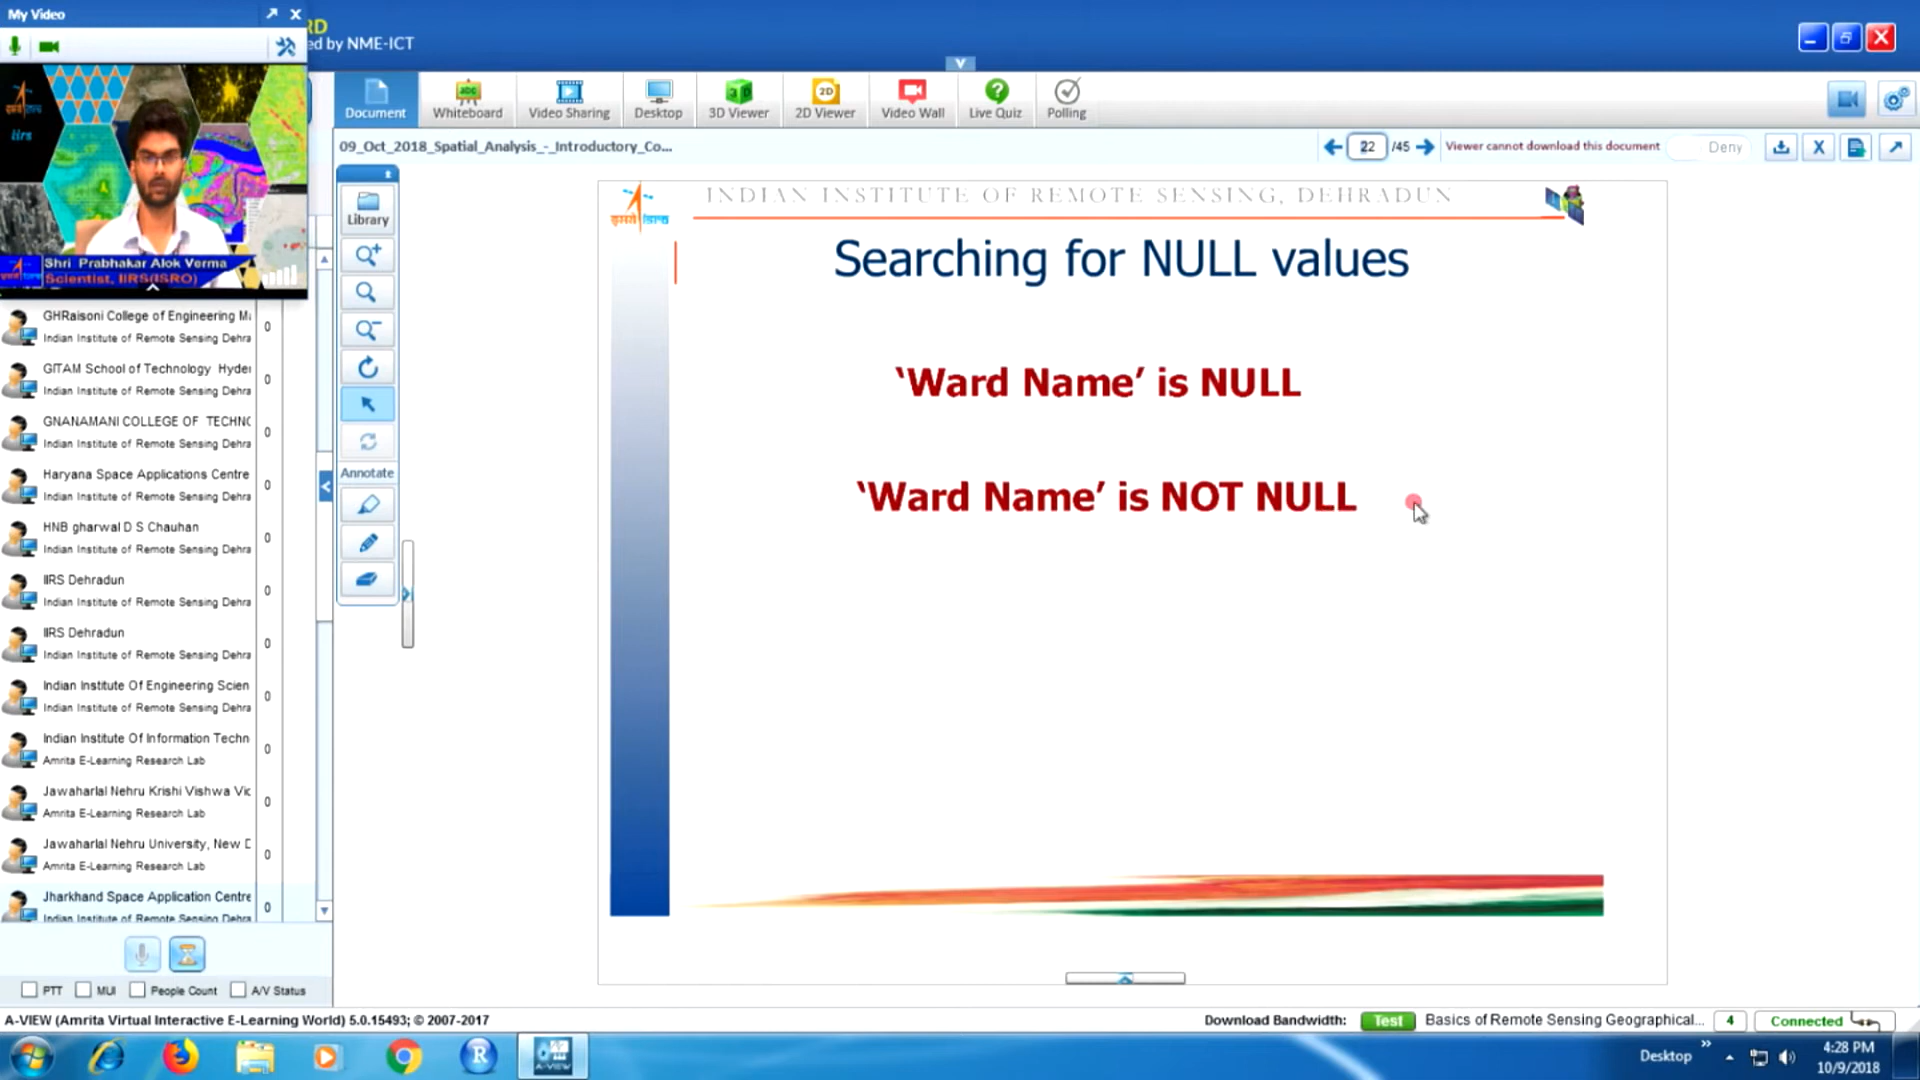 My Video
RD
ed by NME-ICT
iirs
Shri Prabhakar Alok Verma
Scientist, IIRS(ISRO)
Document
Whiteboard
Video Sharing
Desktop
3D Viewer
2D Viewer
Video Wall
Live Quiz
Polling
09_Oct_2018_Spatial_Analysis_-_Introductory_Co...
22 /45
Viewer cannot download this document
Deny
Library
Annotate
INDIAN INSTITUTE OF REMOTE SENSING, DEHRADUN
Searching for NULL values
‘Ward Name’ is NULL
‘Ward Name’ is NOT NULL
GHRaisoni College of Engineering M
Indian Institute of Remote Sensing Dehra
0
GITAM School of Technology Hyde
Indian Institute of Remote Sensing Dehra
0
GNANAMANI COLLEGE OF TECHN
Indian Institute of Remote Sensing Dehra
0
Haryana Space Applications Centre
Indian Institute of Remote Sensing Dehra
0
HNB gharwal D S Chauhan
Indian Institute of Remote Sensing Dehra
0
IIRS Dehradun
Indian Institute of Remote Sensing Dehra
0
IIRS Dehradun
Indian Institute of Remote Sensing Dehra
0
Indian Institute Of Engineering Scien
Indian Institute of Remote Sensing Dehra
0
Indian Institute Of Information Techn
Amrita E-Learning Research Lab
0
Jawaharlal Nehru Krishi Vishwa Vi
Amrita E-Learning Research Lab
0
Jawaharlal Nehru University, New D
Amrita E-Learning Research Lab
0
Jharkhand Space Application Centre
Indian Institute of Remote Sensing Dehra
0
PTT
MUI
People Count
A/V Status
A-VIEW (Amrita Virtual Interactive E-Learning World) 5.0.15493; © 2007-2017
Download Bandwidth:
Test
Basics of Remote Sensing Geographical...
4
Connected
A-VIEW
Desktop
4:28 PM
10/9/2018